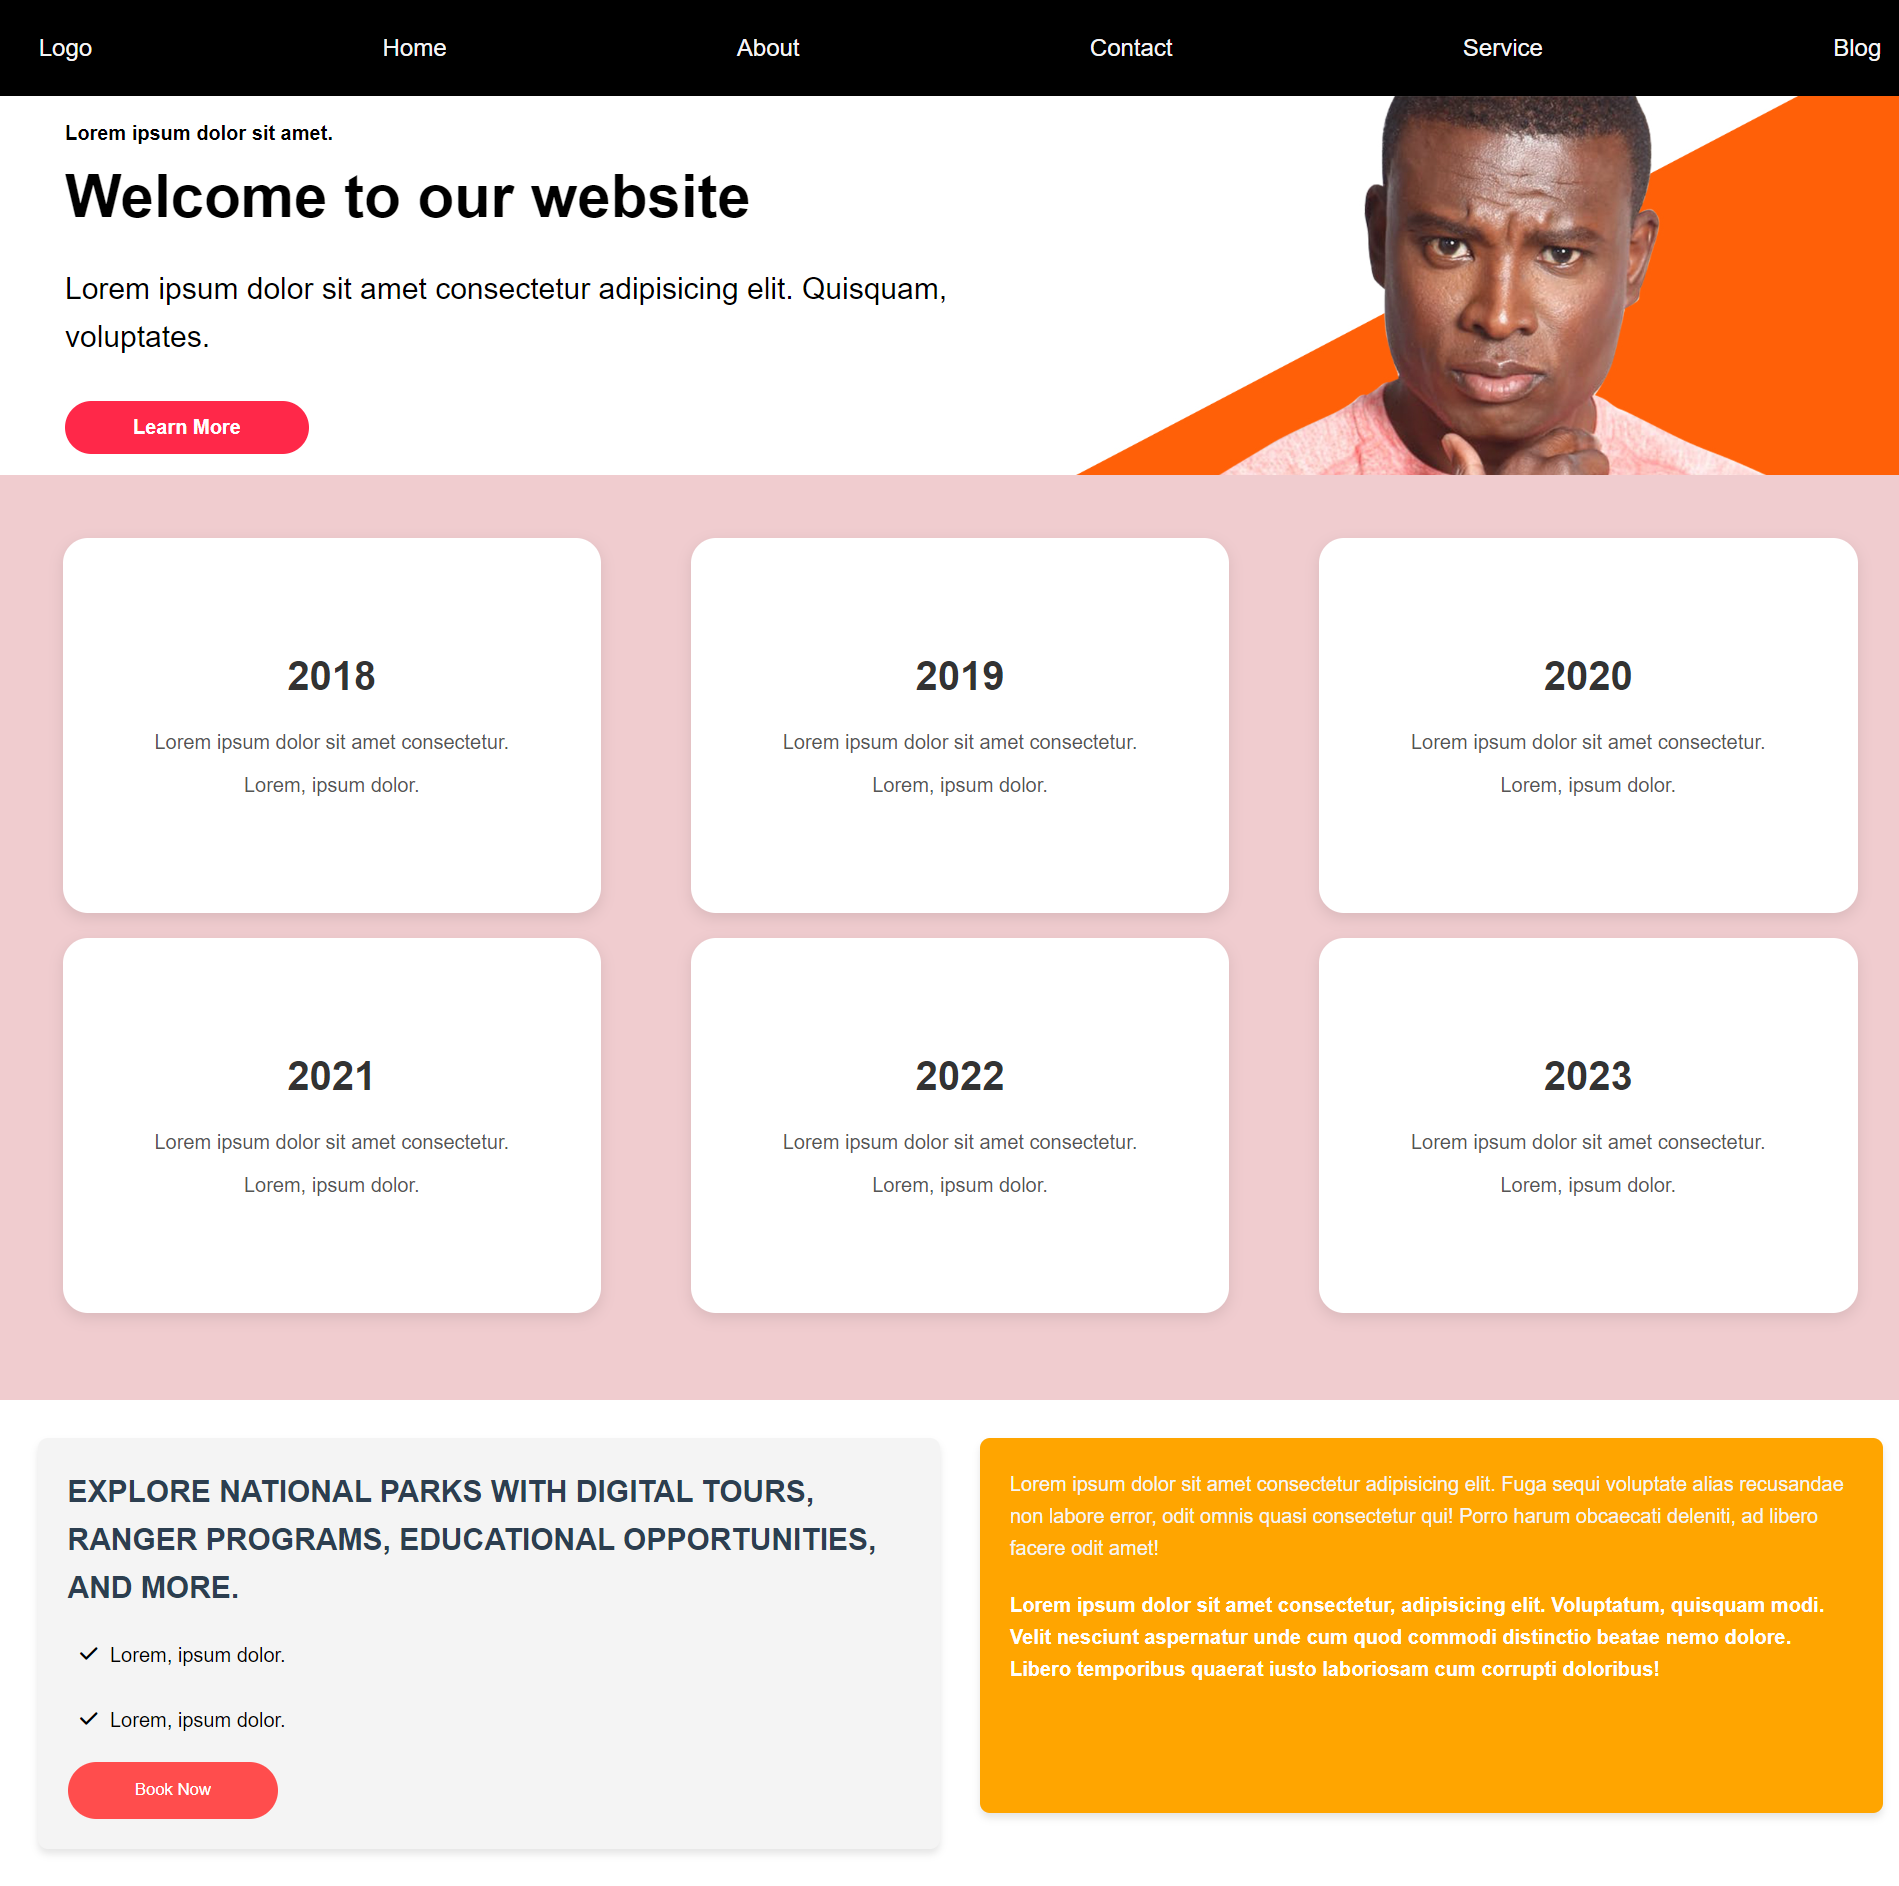 Logo Home About Contact Service Blog
Lorem ipsum dolor sit amet.
Welcome to our website
Lorem ipsum dolor sit amet consectetur adipisicing elit. Quisquam,
voluptates.
Learn More
2018
Lorem ipsum dolor sit amet consectetur.
Lorem, ipsum dolor.
2019
Lorem ipsum dolor sit amet consectetur.
Lorem, ipsum dolor.
2020
Lorem ipsum dolor sit amet consectetur.
Lorem, ipsum dolor.
2021
Lorem ipsum dolor sit amet consectetur.
Lorem, ipsum dolor.
2022
Lorem ipsum dolor sit amet consectetur.
Lorem, ipsum dolor.
2023
Lorem ipsum dolor sit amet consectetur.
Lorem, ipsum dolor.
EXPLORE NATIONAL PARKS WITH DIGITAL TOURS,
RANGER PROGRAMS, EDUCATIONAL OPPORTUNITIES,
AND MORE.
Lorem, ipsum dolor.
Lorem, ipsum dolor.
Book Now
Lorem ipsum dolor sit amet consectetur adipisicing elit. Fuga sequi voluptate alias recusandae
non labore error, odit omnis quasi consectetur qui! Porro harum obcaecati deleniti, ad libero
facere odit amet!
Lorem ipsum dolor sit amet consectetur, adipisicing elit. Voluptatum, quisquam modi.
Velit nesciunt aspernatur unde cum quod commodi distinctio beatae nemo dolore.
Libero temporibus quaerat iusto laboriosam cum corrupti doloribus!